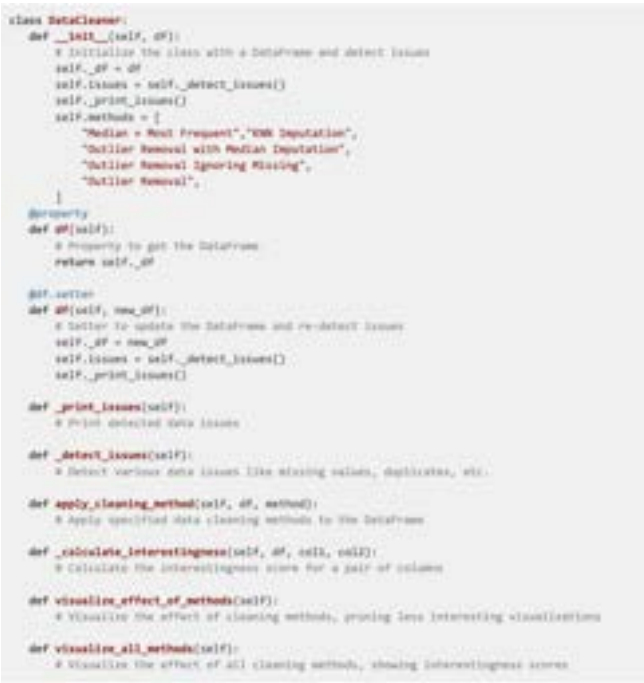 class DataCleaner:
def __init__(self, df):
# Initialize the class with a DataFrame and detect issues
self._df = df
self.issues = self._detect_issues()
self._print_issues()
self.methods = [
"Median + Most Frequent","KNN Imputation",
"Outlier Removal with Median Imputation",
"Outlier Removal Ignoring Missing",
"Outlier Removal",
]
@property
def df(self):
# Property to get the DataFrame
return self._df
@df.setter
def df(self, new_df):
# Setter to update the DataFrame and re-detect issues
self._df = new_df
self.issues = self._detect_issues()
self._print_issues()
def _print_issues(self):
# Print detected data issues
def _detect_issues(self):
# Detect various data issues like missing values, duplicates, etc.
def apply_cleaning_method(self, df, method):
# Apply specified data cleaning methods to the DataFrame
def _calculate_interestingness(self, df, col1, col2):
# Calculate the interestingness score for a pair of columns
def visualize_effect_of_methods(self):
# Visualize the effect of cleaning methods, pruning less interesting visualizations
def visualize_all_methods(self):
# Visualize the effect of all cleaning methods, showing interestingness scores